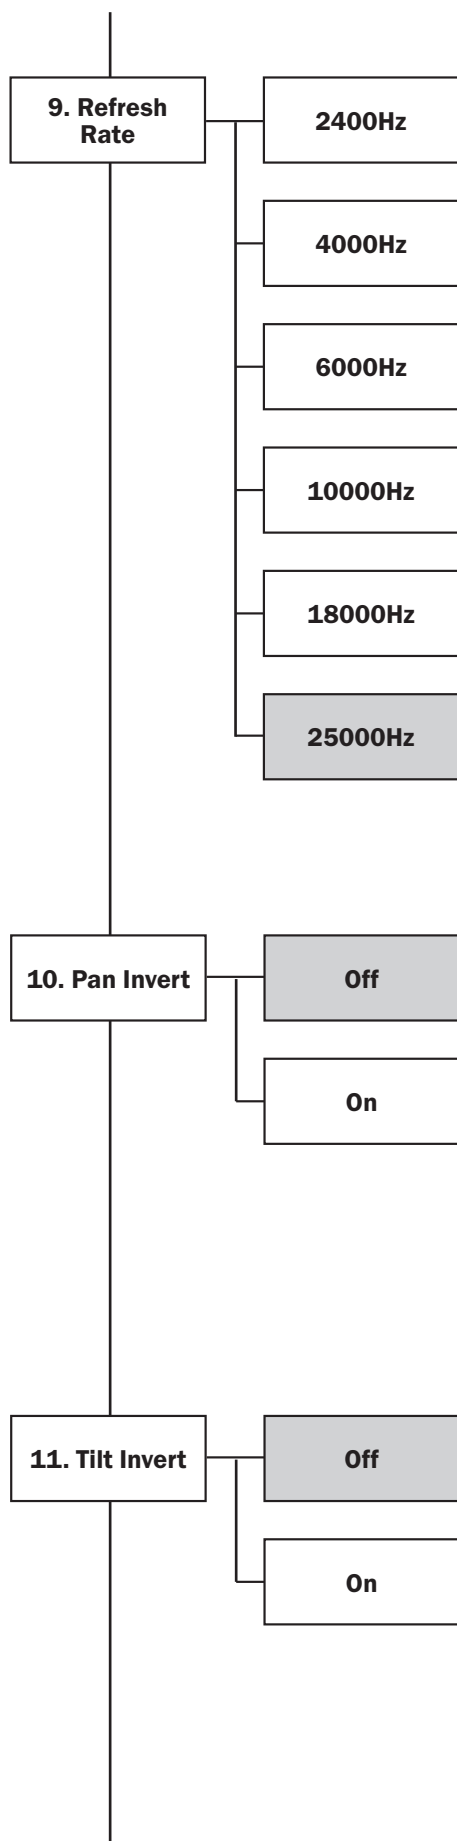 9. Refresh
Rate
2400Hz
4000Hz
6000Hz
10000Hz
18000Hz
25000Hz
10. Pan Invert
Off
On
11. Tilt Invert
Off
On